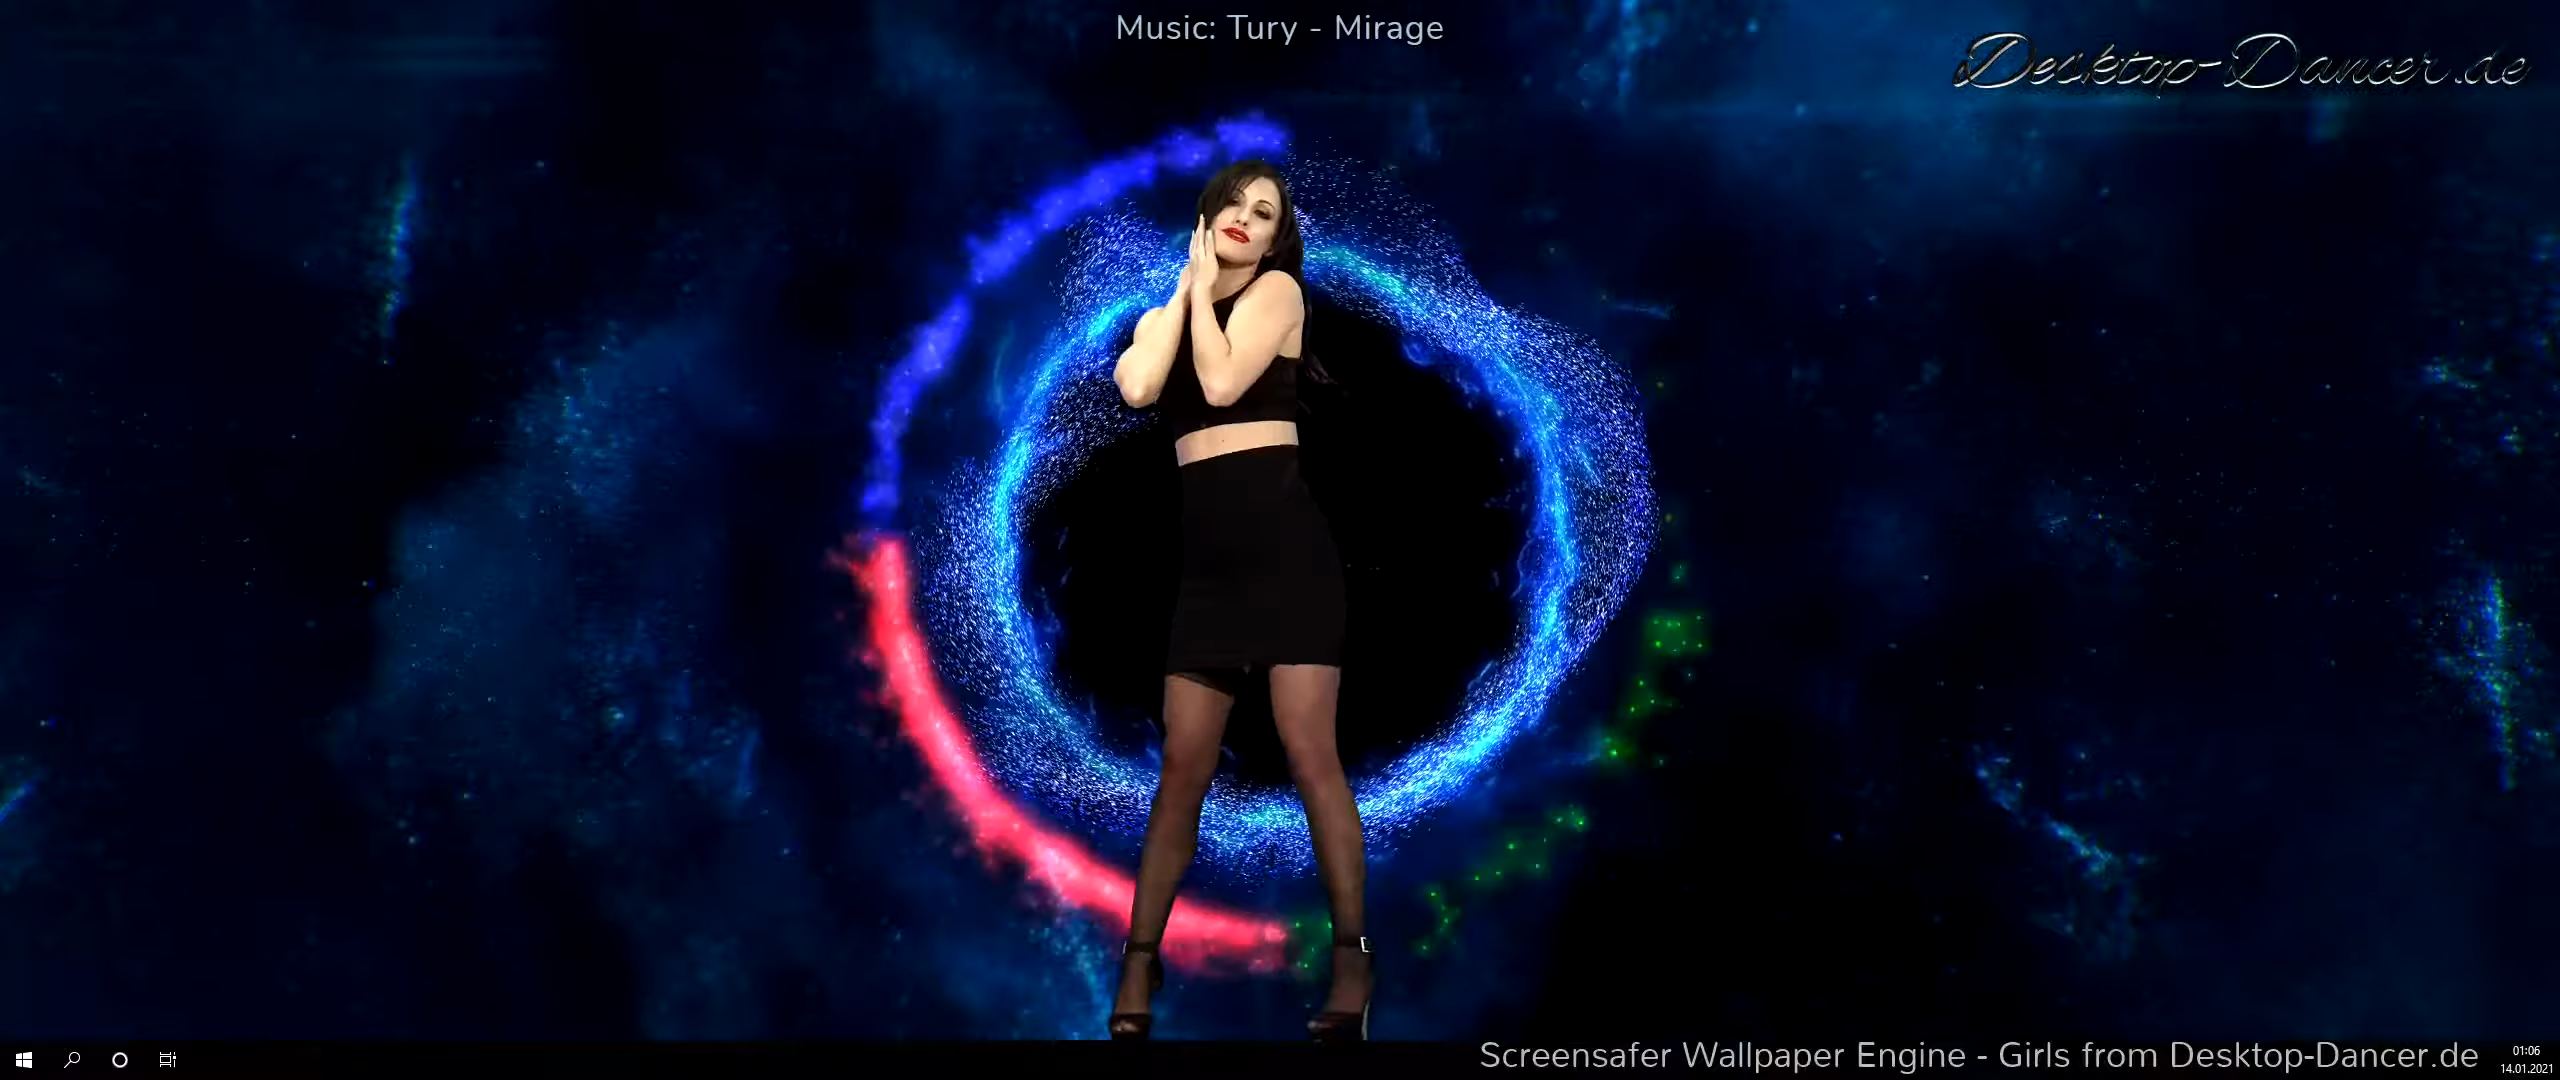 Music: Tury - Mirage
Desktop-Dancer.de
Screensafer Wallpaper Engine - Girls from Desktop-Dancer.de
01:06
14.01.2021